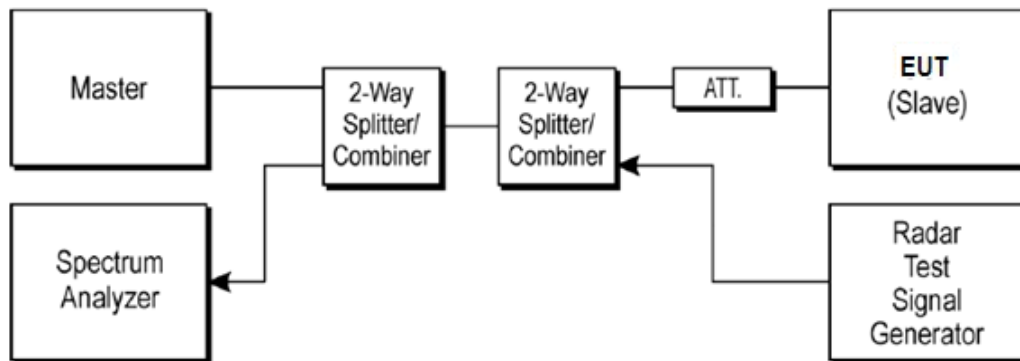 Master
2-Way
Splitter/
Combiner
2-Way
Splitter/
Combiner
ATT.
EUT
(Slave)
Spectrum
Analyzer
Radar
Test
Signal
Generator